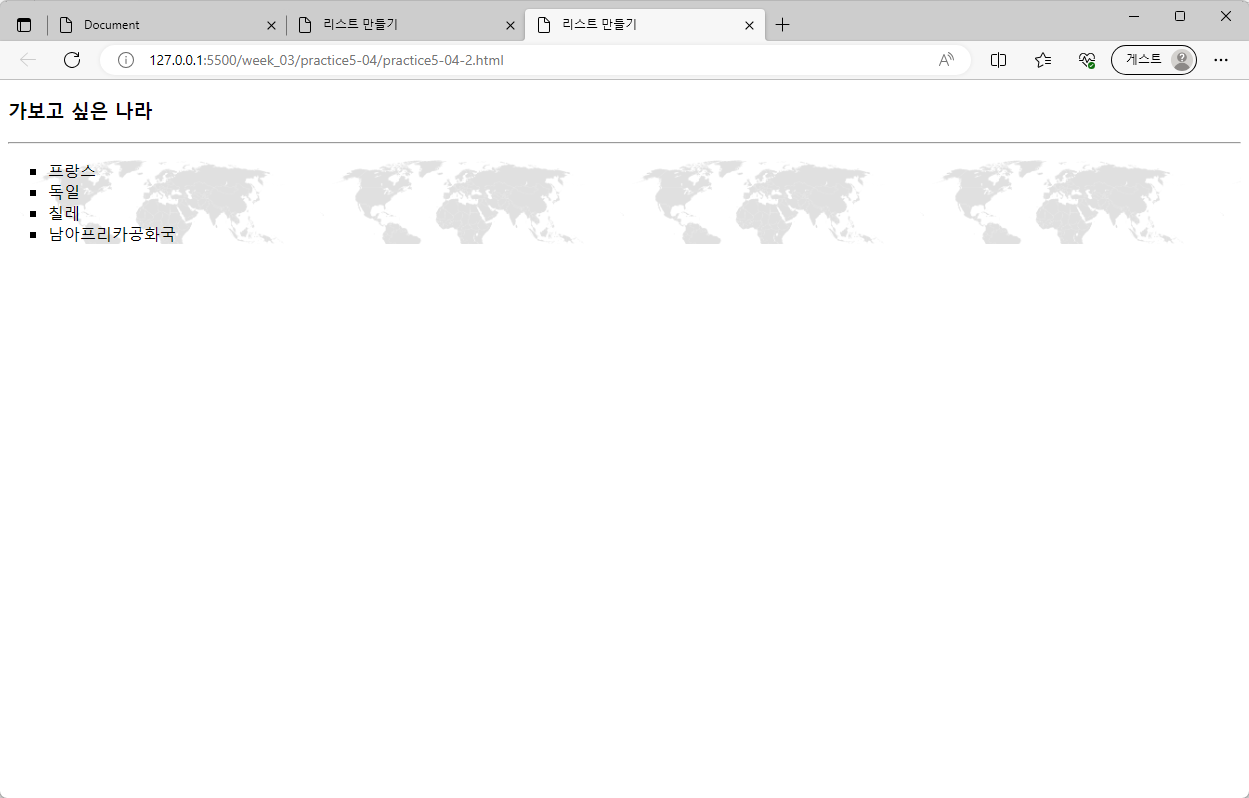 Document
리스트 만들기
리스트 만들기
127.0.0.1:5500/week_03/practice5-04/practice5-04-2.html
게스트
가보고 싶은 나라
프랑스
독일
칠레
남아프리카공화국